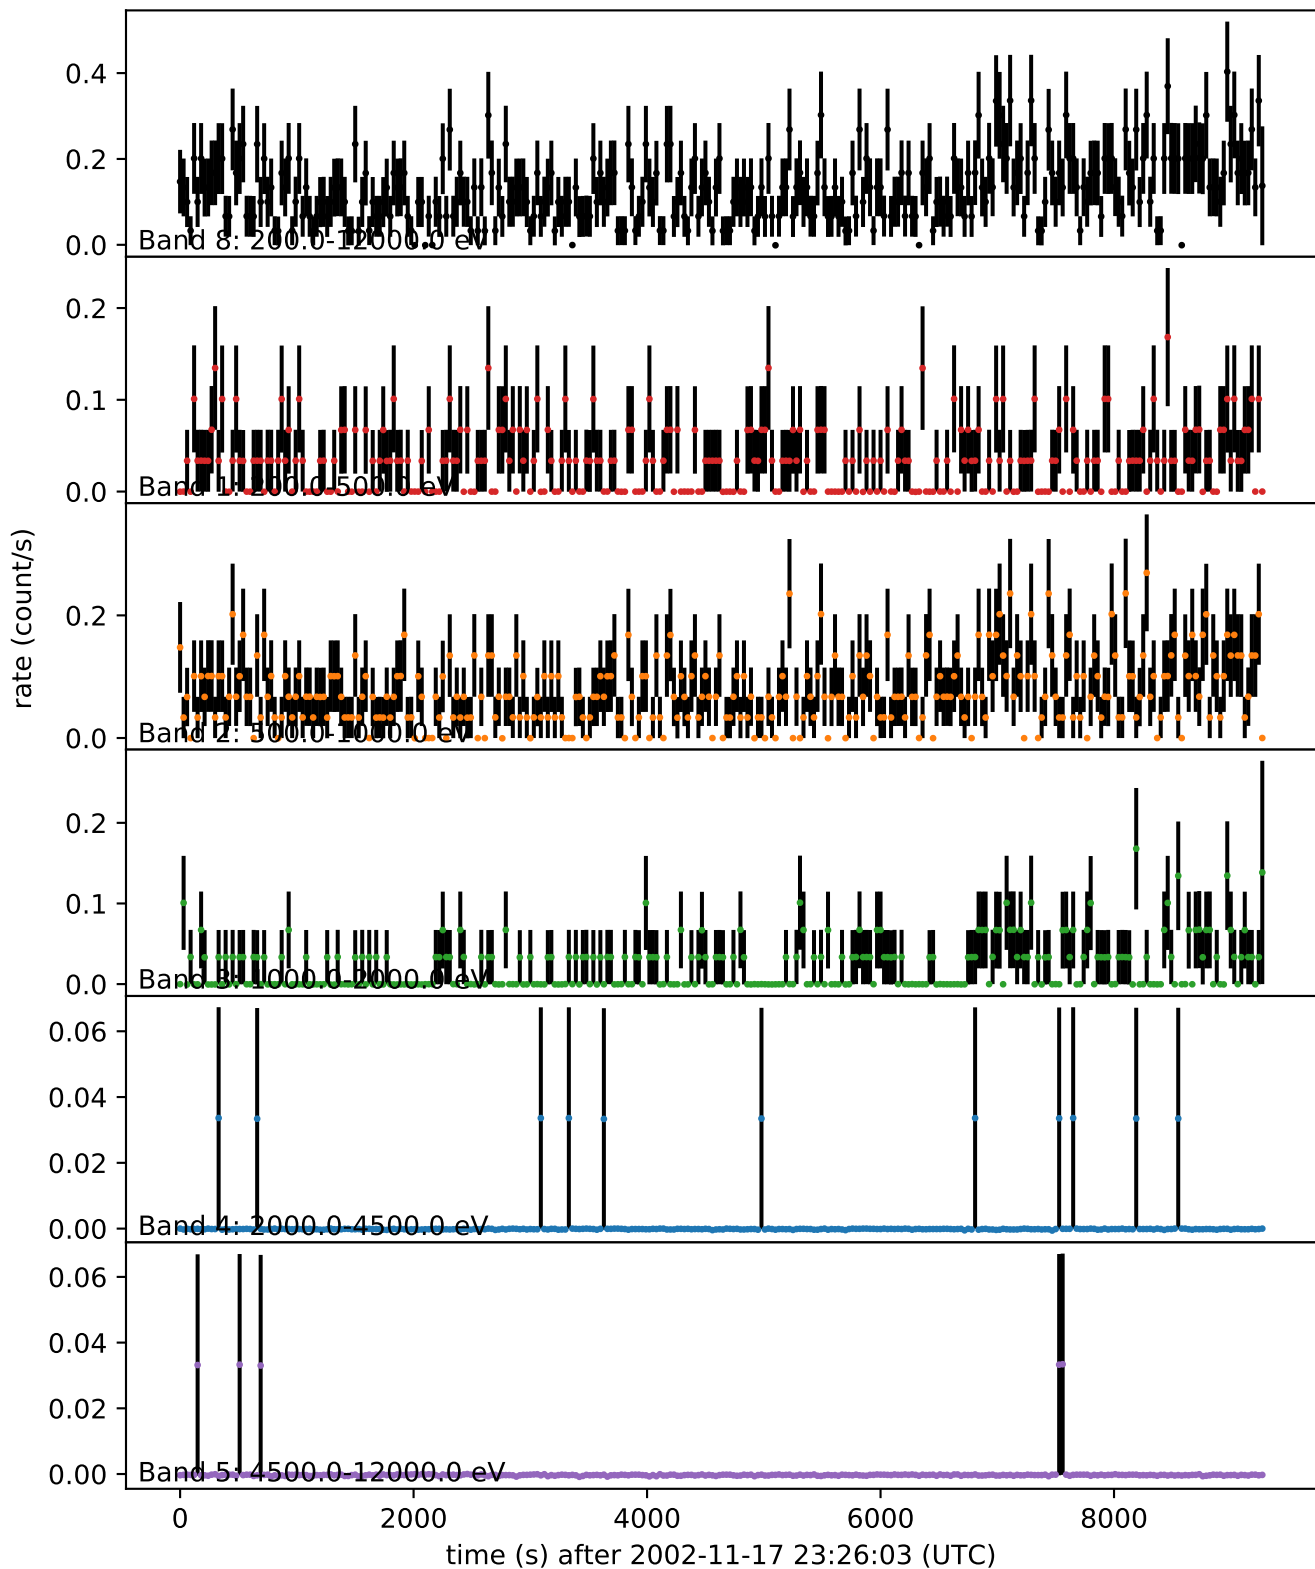 0.4
0.2
0.0
Band 8: 200.0-12000.0 eV
0.2
0.1
0.0
Band 1: 200.0-500.0 eV
rate (count/s)
0.2
0.0
Band 2: 500.0-1000.0 eV
0.2
0.1
0.0
Band 3: 1000.0-2000.0 eV
0.06
0.04
0.02
0.00
Band 4: 2000.0-4500.0 eV
0.06
0.04
0.02
0.00
Band 5: 4500.0-12000.0 eV
0 2000 4000 6000 8000
time (s) after 2002-11-17 23:26:03 (UTC)